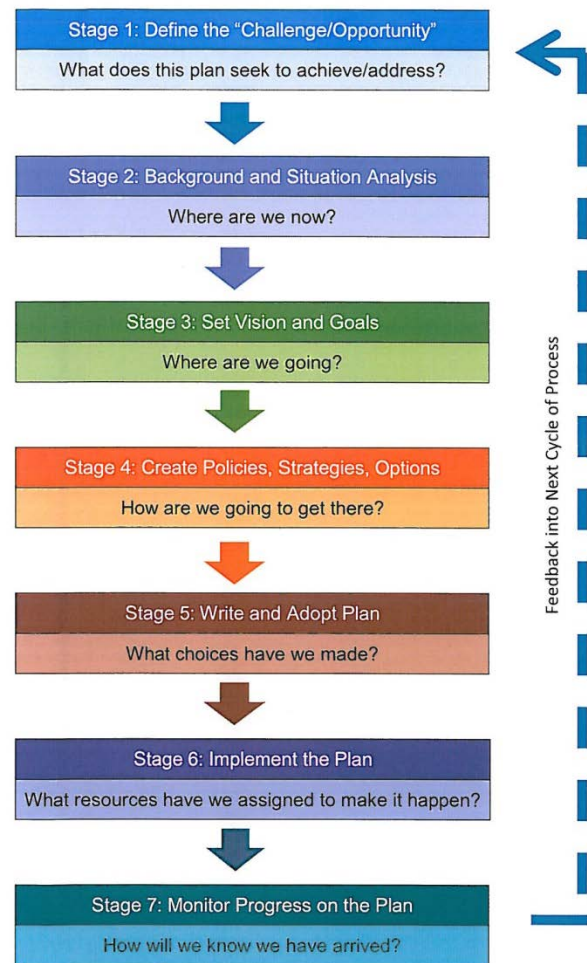 Stage 1: Define the “Challenge/Opportunity”
What does this plan seek to achieve/address?
Stage 2: Background and Situation Analysis
Where are we now?
Stage 3: Set Vision and Goals
Where are we going?
Stage 4: Create Policies, Strategies, Options
How are we going to get there?
Stage 5: Write and Adopt Plan
What choices have we made?
Stage 6: Implement the Plan
What resources have we assigned to make it happen?
Stage 7: Monitor Progress on the Plan
How will we know we have arrived?
Feedback into Next Cycle of Process